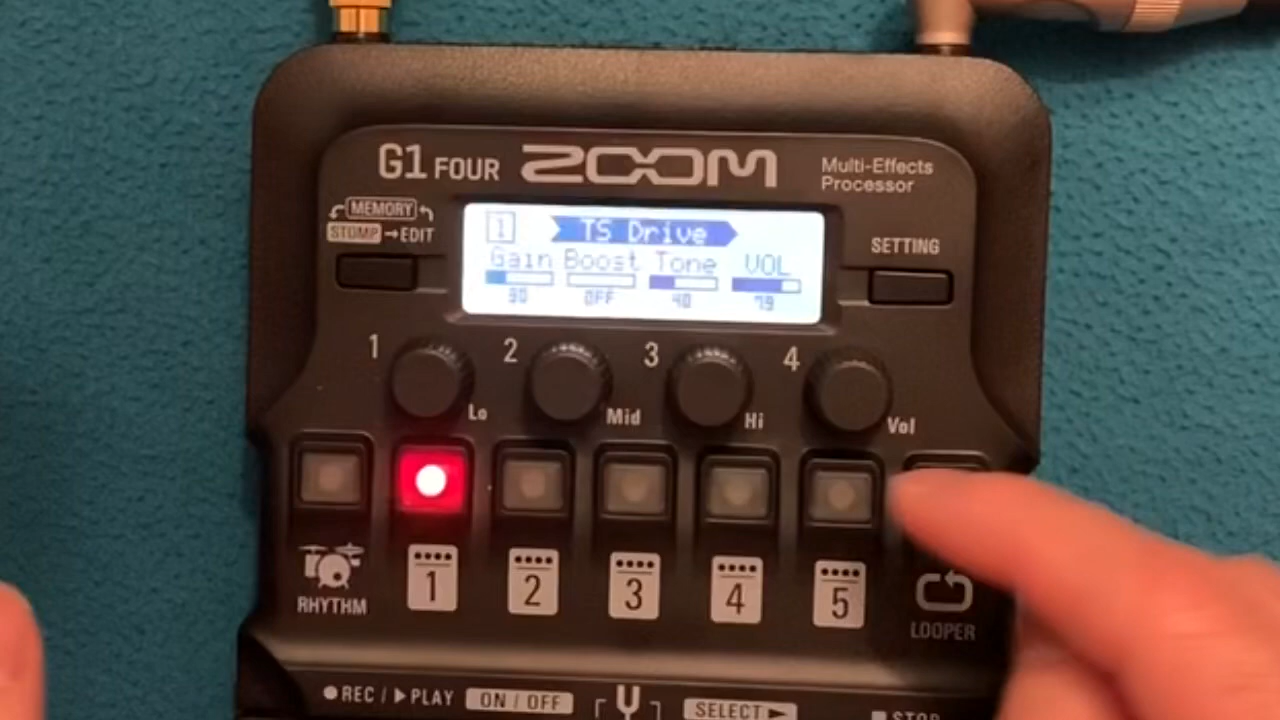 G1 FOUR ZOOM Multi-Effects Processor
MEMORY
STOMP →EDIT
SETTING
1 TS Drive
Gain Boost Tone VOL
OFF 40 79
1 2 3 4
Lo Mid Hi Vol
1 2 3 4 5
RHYTHM
LOOPER
REC / PLAY ON / OFF SELECT STOP